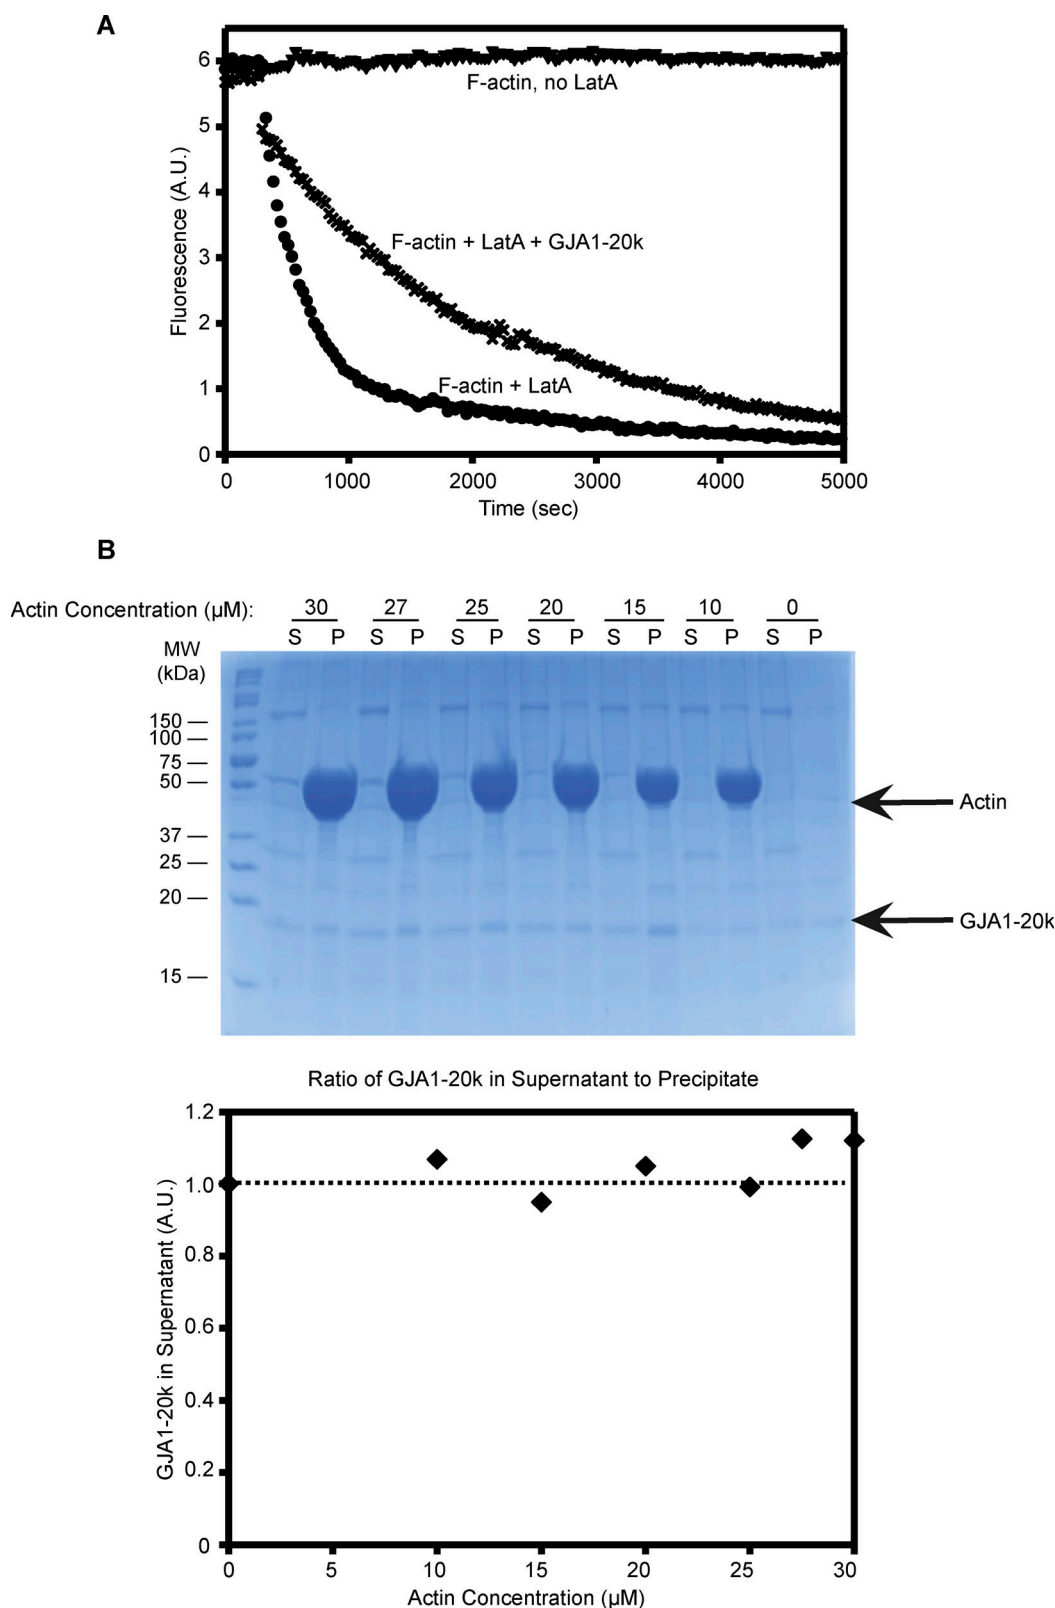 A
6
5
4
3
2
1
0
Fluorescence (A.U.)
F-actin, no LatA
F-actin + LatA + GJA1-20k
F-actin + LatA
0 1000 2000 3000 4000 5000
Time (sec)
B
Actin Concentration (µM): 30 27 25 20 15 10 0
S P S P S P S P S P S P S P
MW
(kDa)
150
100
75
50
37
25
20
15
Actin
GJA1-20k
Ratio of GJA1-20k in Supernatant to Precipitate
1.2
1.0
0.8
0.6
0.4
0.2
0
GJA1-20k in Supernatant (A.U.)
0 5 10 15 20 25 30
Actin Concentration (µM)